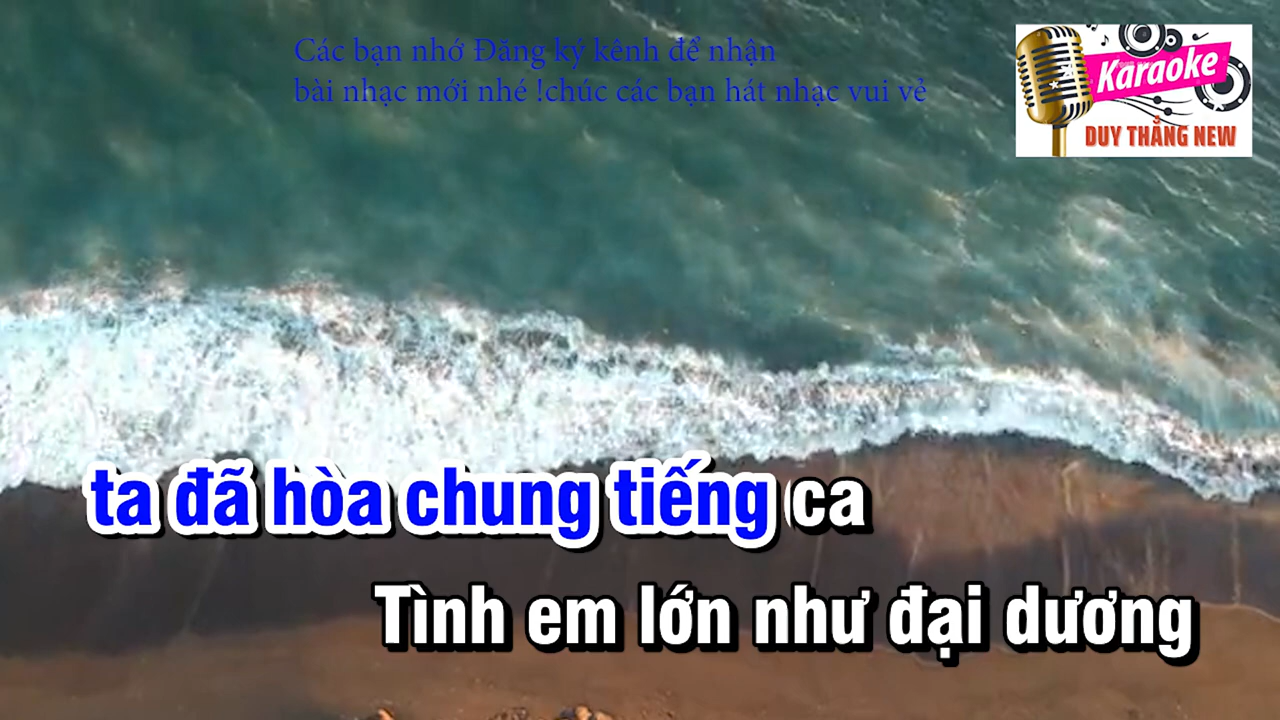 Các bạn nhớ Đăng ký kênh để nhận
bài nhạc mới nhé !chúc các bạn hát nhạc vui vẻ
Karaoke
DUY THẮNG NEW
ta đã hòa chung tiếng ca
Tình em lớn như đại dương